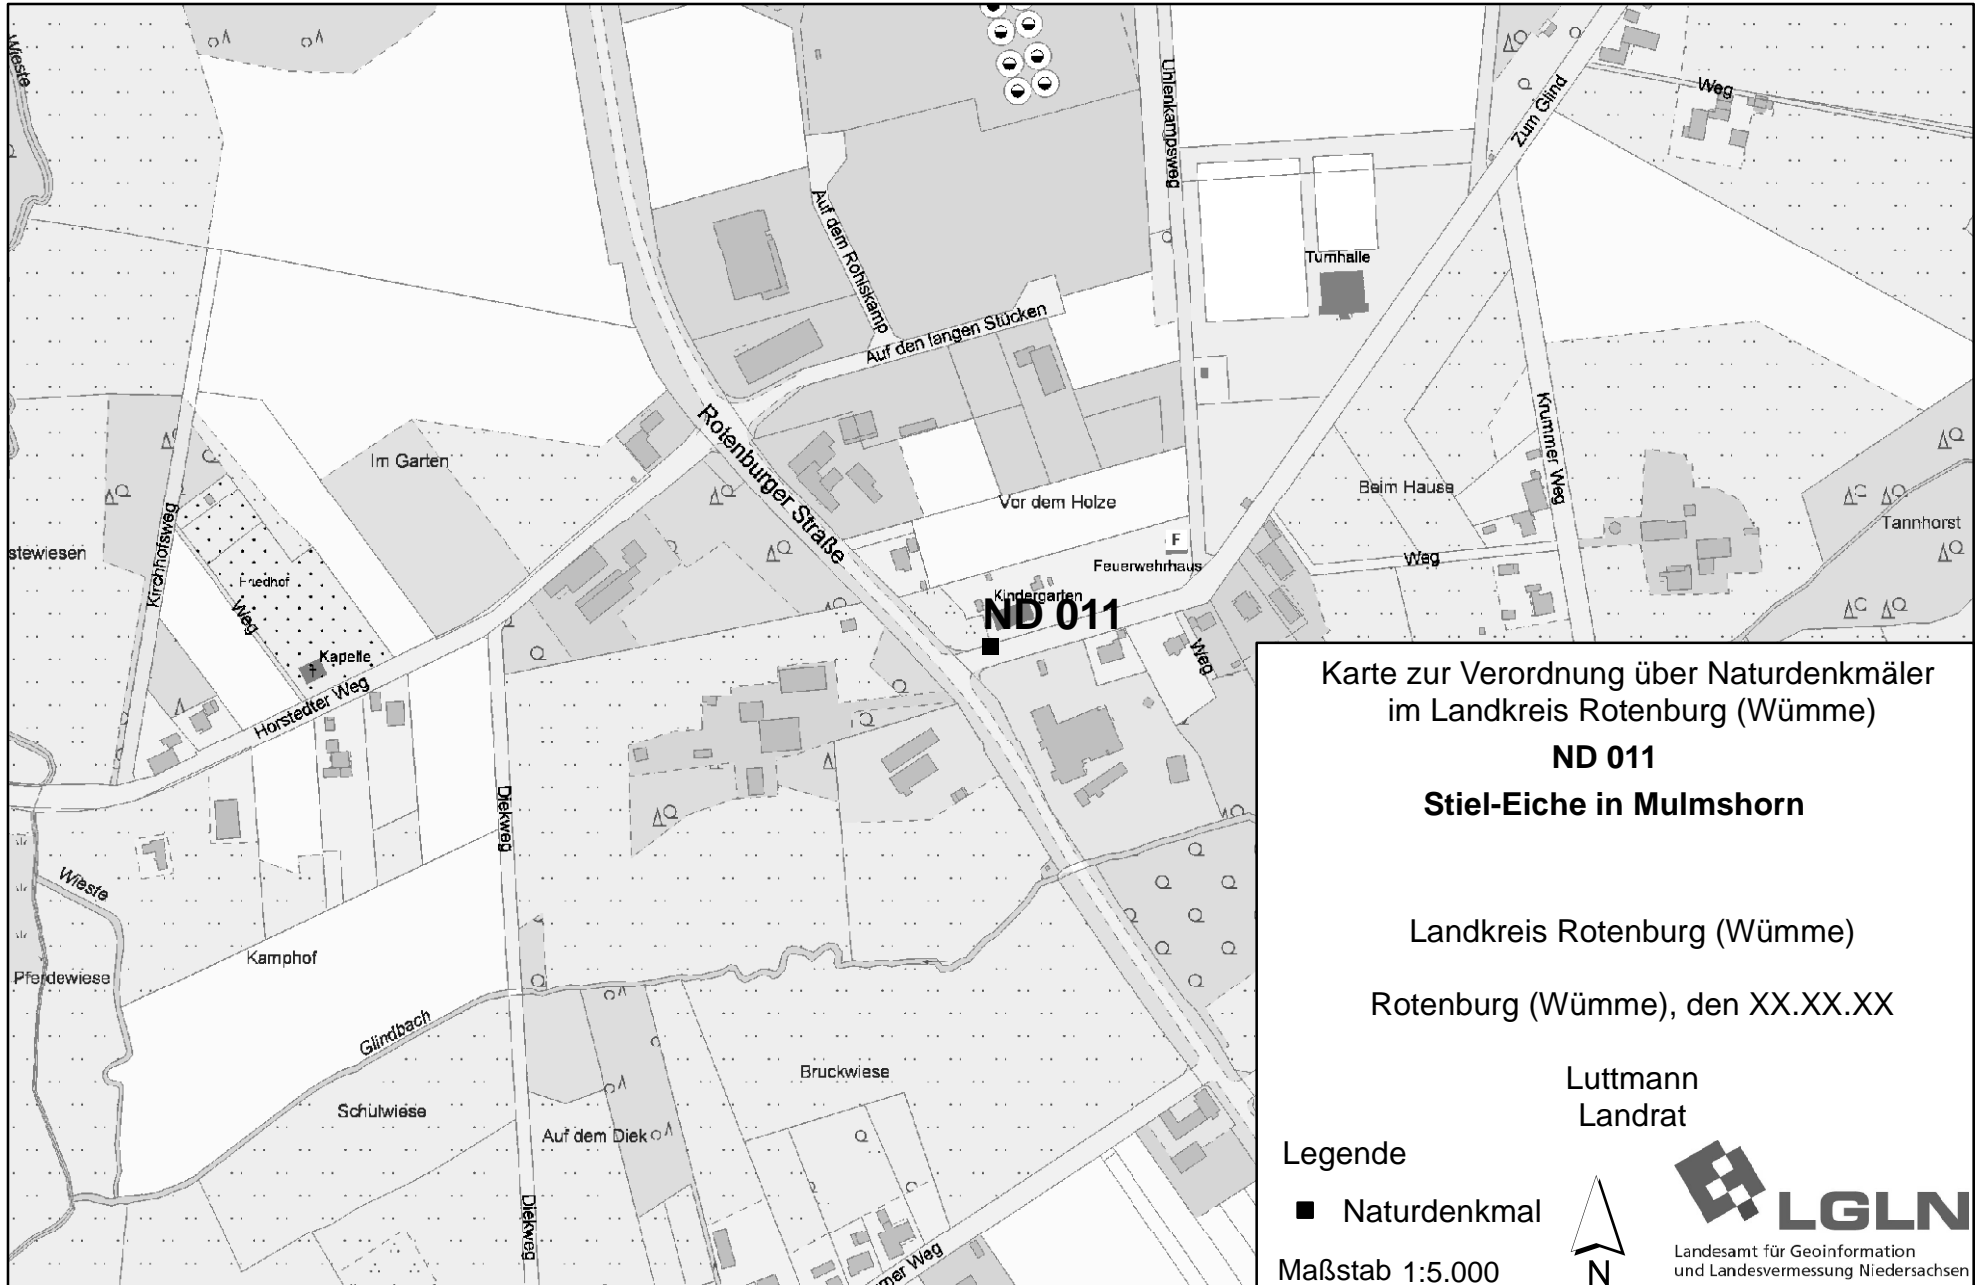 Wieste
Uhlenkampsweg
Zum Glind
Weg
Auf dem Rohlskamp
Turnhalle
Auf den langen Stücken
Rotenburger Straße
Krummer Weg
Im Garten
Vor dem Holze
Beim Hause
Tannhorst
stewiesen
Kirchhofsweg
Friedhof
Weg
F
Feuerwehrhaus
Kindergarten
ND 011
Weg
Weg
Kapelle
Horstedter Weg
Diekweg
Wieste
Pferdewiese
Kamphof
Glindbach
Schulwiese
Bruckwiese
Auf dem Diek
Diekweg
mer Weg
Karte zur Verordnung über Naturdenkmäler
im Landkreis Rotenburg (Wümme)
ND 011
Stiel-Eiche in Mulmshorn
Landkreis Rotenburg (Wümme)
Rotenburg (Wümme), den XX.XX.XX
Luttmann
Landrat
Legende
Naturdenkmal
Maßstab 1:5.000
N
LGLN
Landesamt für Geoinformation
und Landesvermessung Niedersachsen